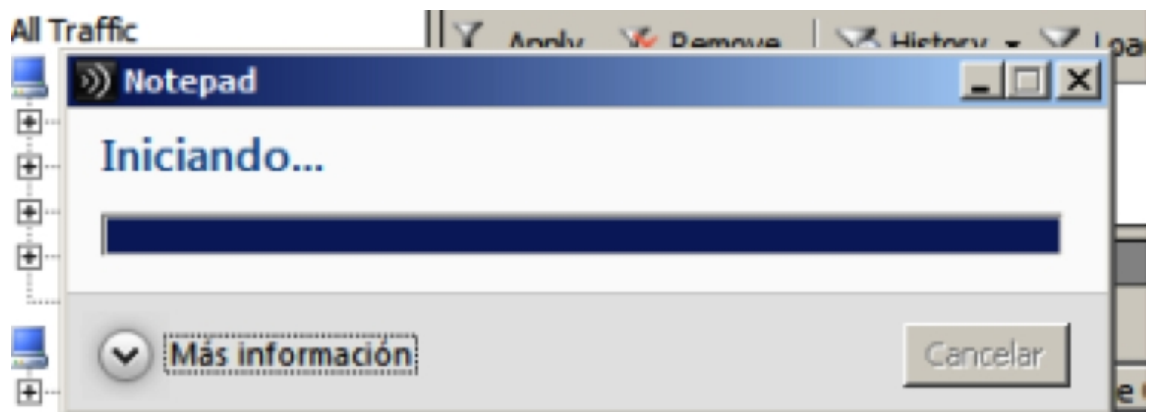 All Traffic
Apply Remove History
Notepad
Iniciando...
Más información
Cancelar